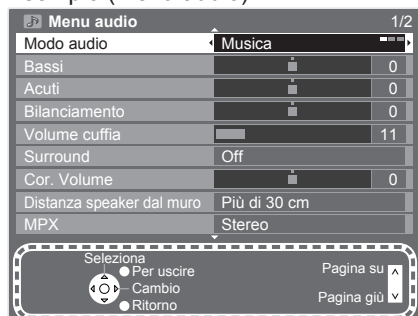 Menu audio 1/2
Modo audio Musica
Bassi 0
Acuti 0
Bilanciamento 0
Volume cuffia 11
Surround Off
Cor. Volume 0
Distanza speaker dal muro Più di 30 cm
MPX Stereo
Seleziona
Per uscire
Cambio
Ritorno
Pagina su
Pagina giù